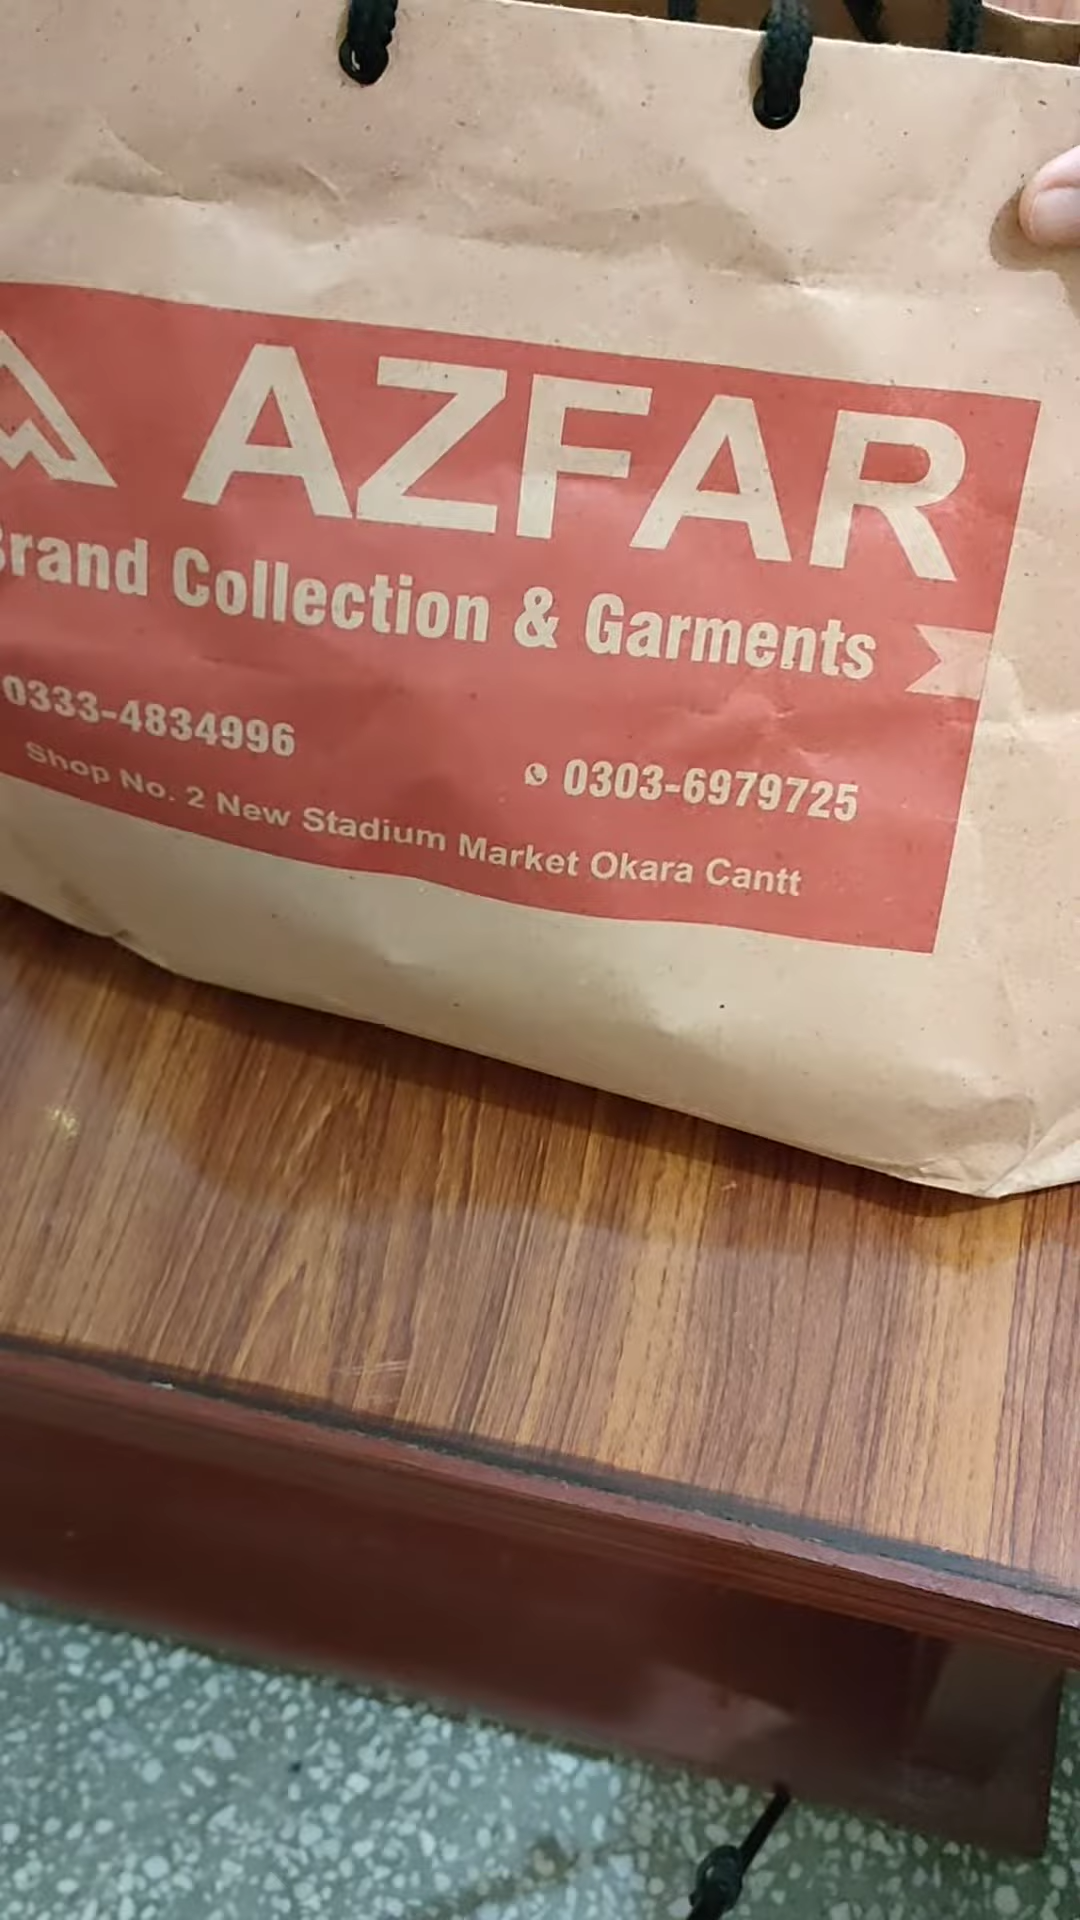 AZFAR
Brand Collection & Garments
0333-4834996
0303-6979725
Shop No. 2 New Stadium Market Okara Cantt